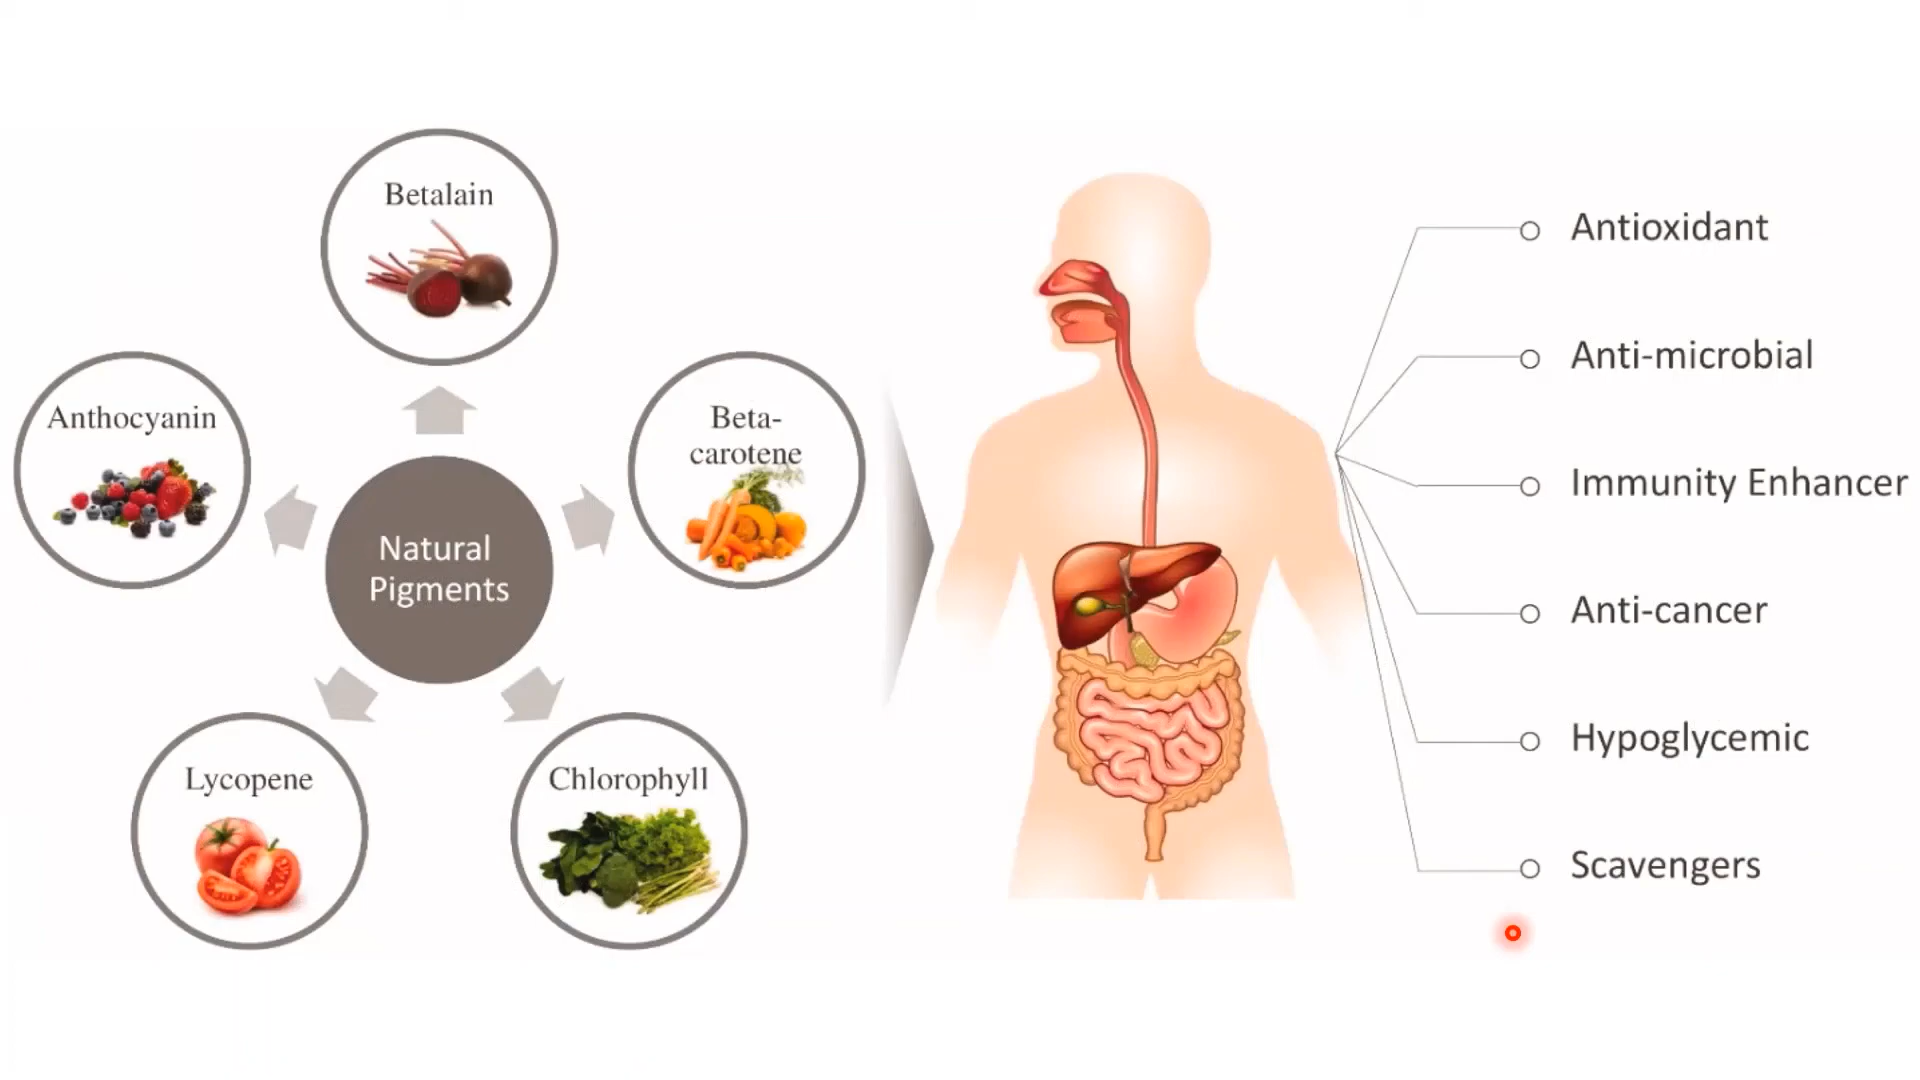 Betalain
Anthocyanin
Beta-
carotene
Natural
Pigments
Lycopene
Chlorophyll
Antioxidant
Anti-microbial
Immunity Enhancer
Anti-cancer
Hypoglycemic
Scavengers